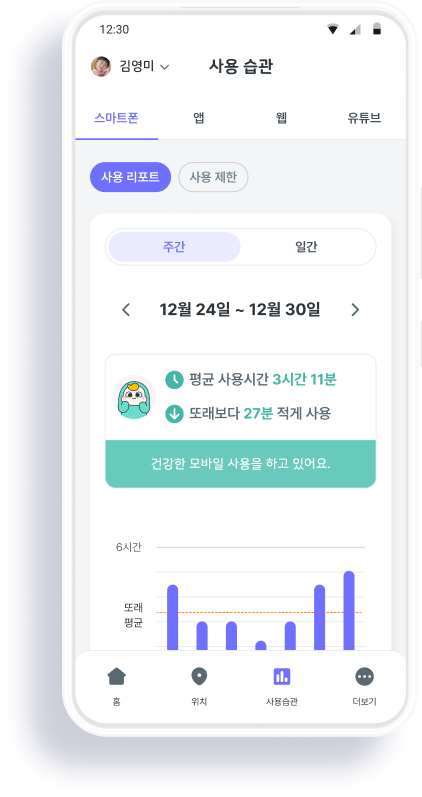 12:30
김영미 사용 습관
스마트폰 앱 웹 유튜브
사용 리포트 사용 제한
주간 일간
12월 24일 ~ 12월 30일
평균 사용시간 3시간 11분
또래보다 27분 적게 사용
건강한 모바일 사용을 하고 있어요.
6시간
또래
평균
홈 위치 사용습관 더보기